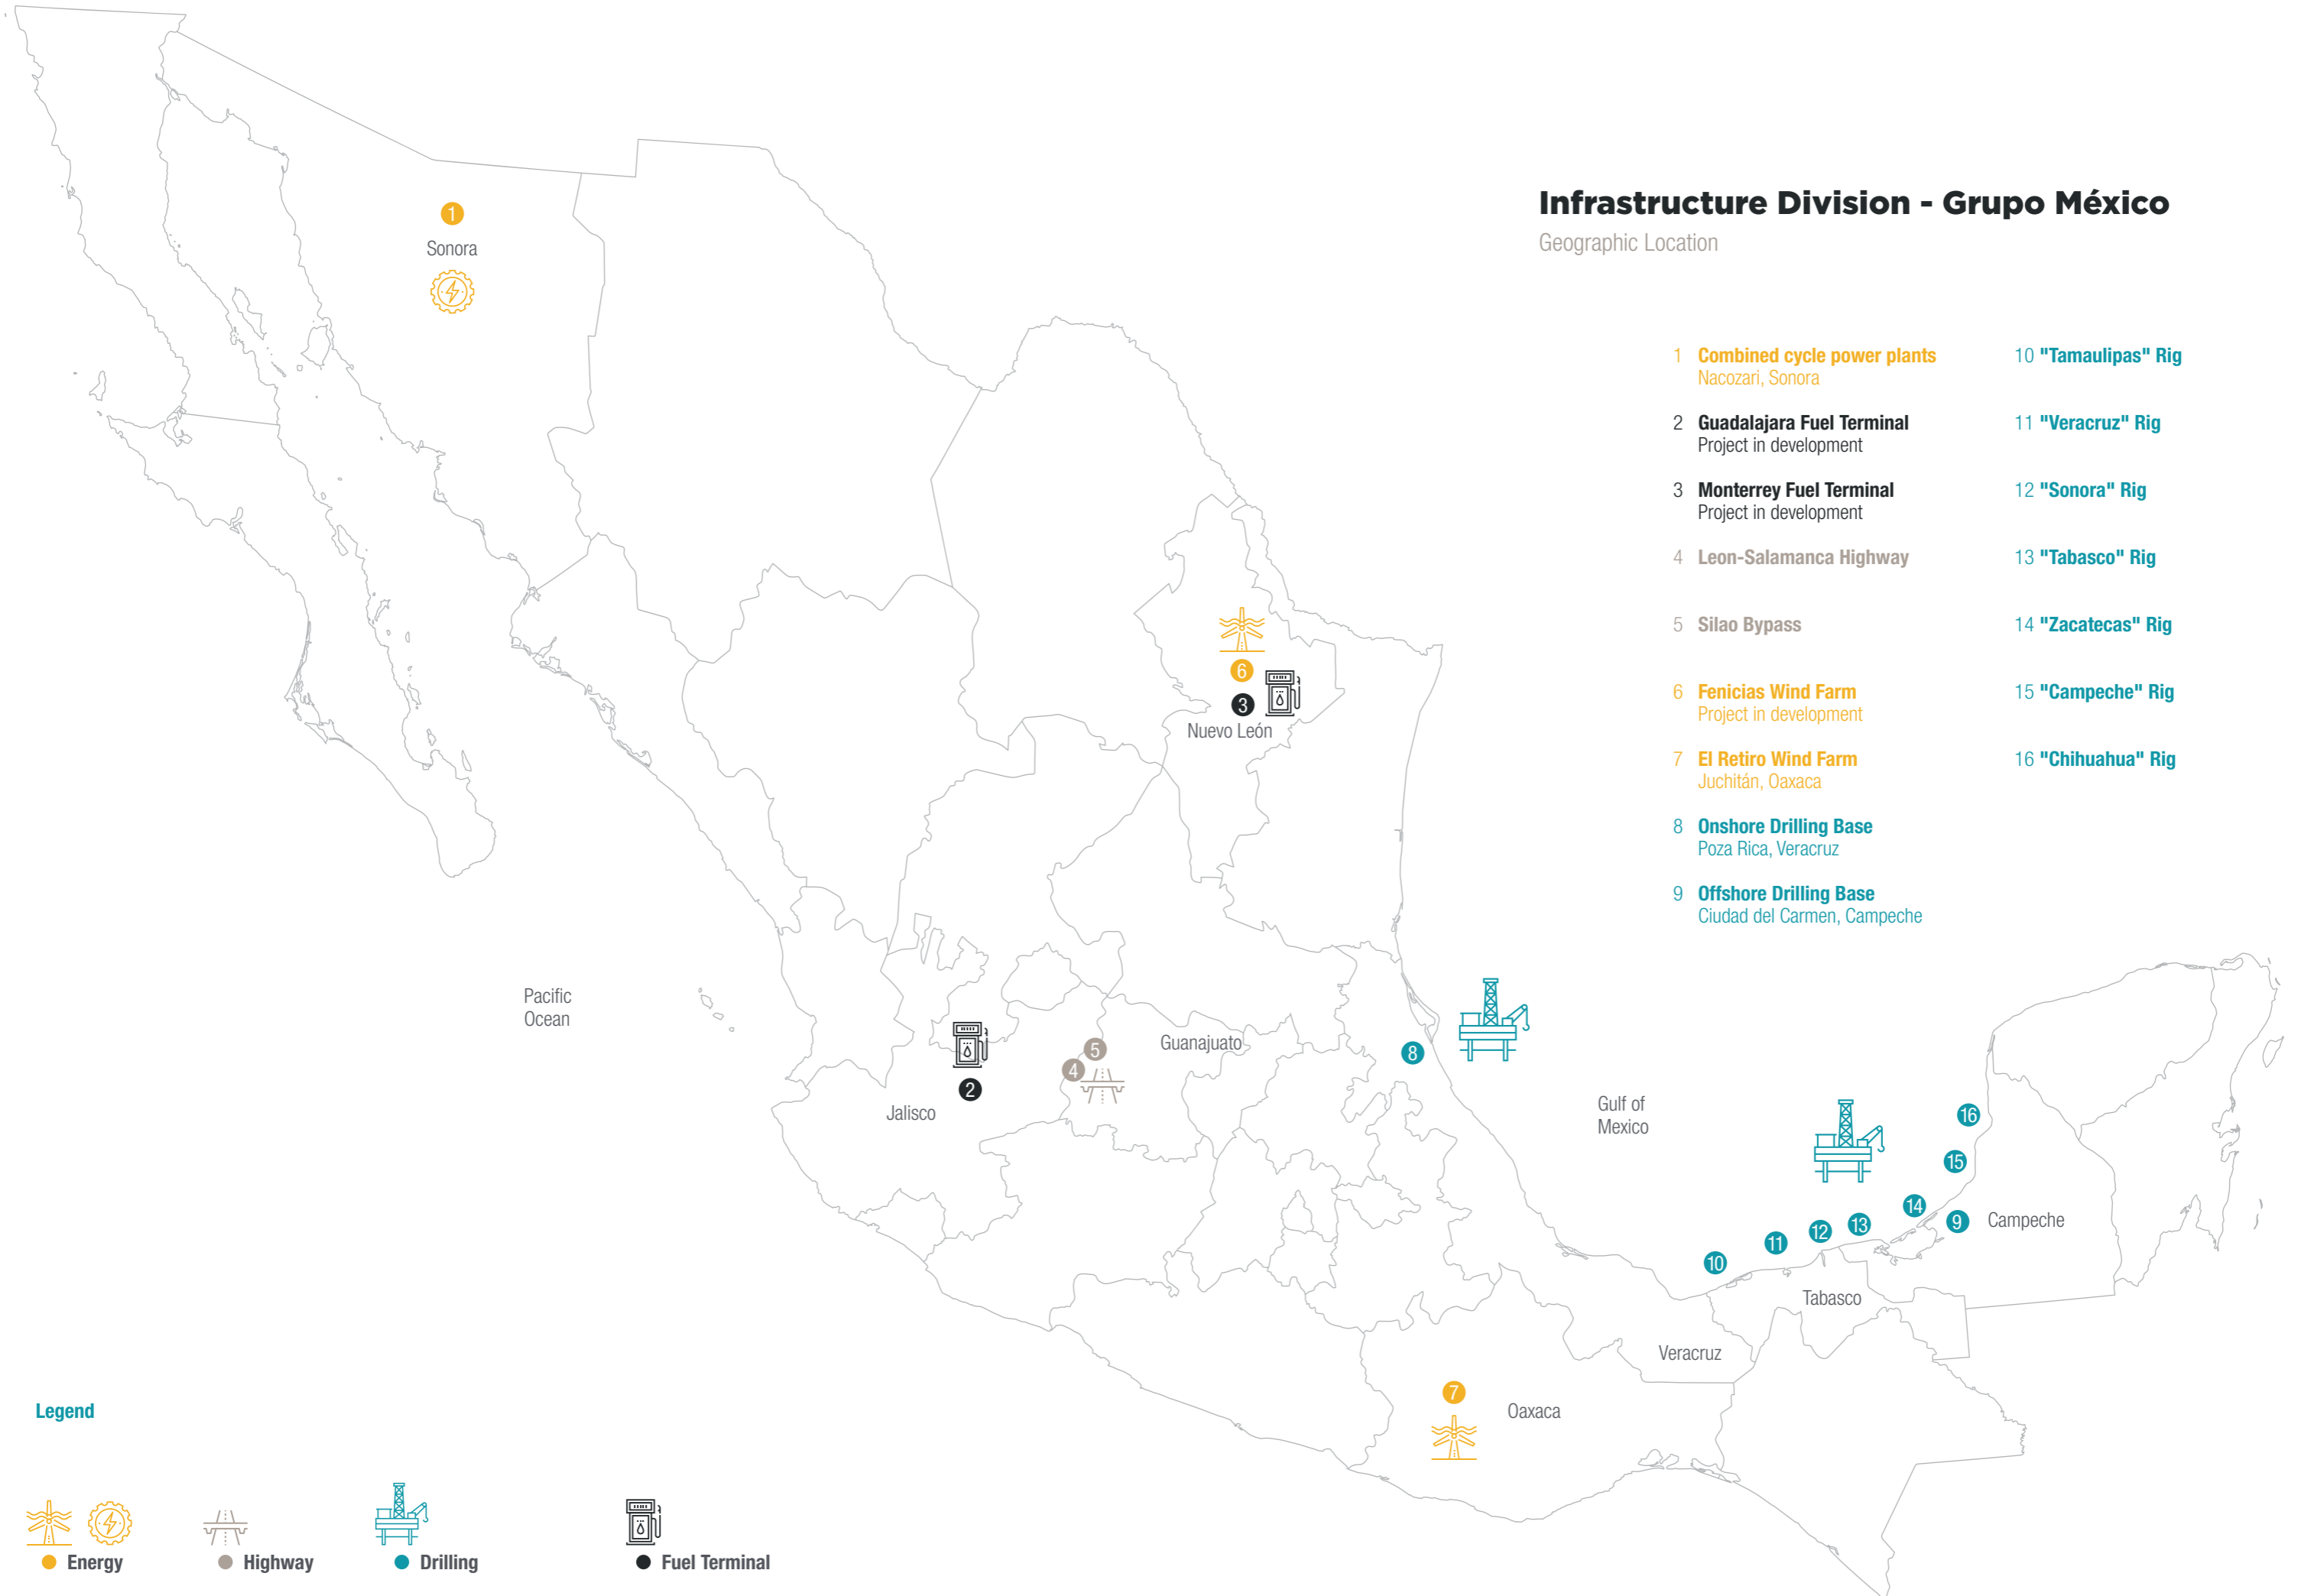 Infrastructure Division - Grupo México
Geographic Location
1 Combined cycle power plants
Nacozari, Sonora
2 Guadalajara Fuel Terminal
Project in development
3 Monterrey Fuel Terminal
Project in development
4 Leon-Salamanca Highway
5 Silao Bypass
6 Fenicias Wind Farm
Project in development
7 El Retiro Wind Farm
Juchitán, Oaxaca
8 Onshore Drilling Base
Poza Rica, Veracruz
9 Offshore Drilling Base
Ciudad del Carmen, Campeche
10 "Tamaulipas" Rig
11 "Veracruz" Rig
12 "Sonora" Rig
13 "Tabasco" Rig
14 "Zacatecas" Rig
15 "Campeche" Rig
16 "Chihuahua" Rig
1
Sonora
6
3
Nuevo León
Pacific
Ocean
5
4
Guanajuato
2
Jalisco
8
Gulf of
Mexico
16
15
14
9
Campeche
13
12
11
10
Tabasco
Veracruz
7
Oaxaca
Legend
Energy
Highway
Drilling
Fuel Terminal